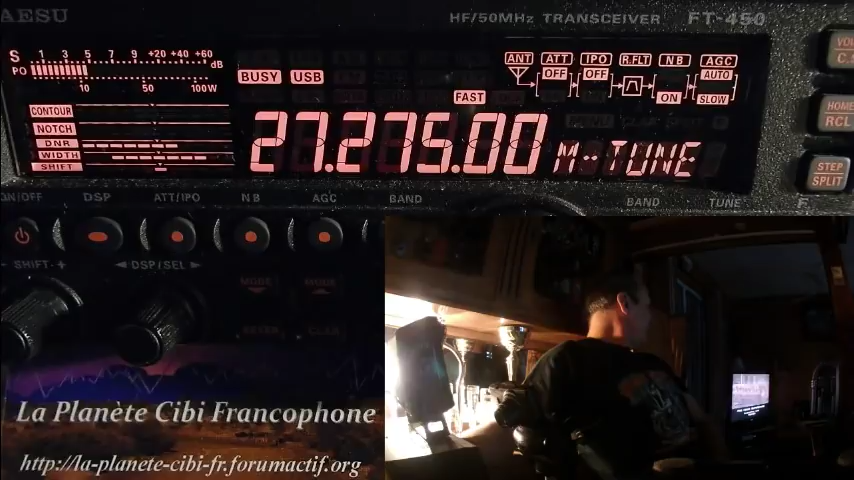 AESU HF/50MHz TRANSCEIVER FT-450
S 1 3 5 7 9 +20 +40 +60 dB
PO 10 50 100W
BUSY USB FAST
ANT ATT IPO R.FLT NB AGC
OFF OFF AUTO
ON SLOW
CONTOUR
NOTCH
DNR
WIDTH
SHIFT
27.275.00 M-TUNE
HOME
RCL
STEP
SPLIT
ON/OFF DSP ATT/IPO NB AGC BAND BAND TUNE F
- SHIFT + ◄DSP/SEL►
MODE MODE
La Planète Cibi Francophone
http://la-planete-cibi-fr.forumactif.org